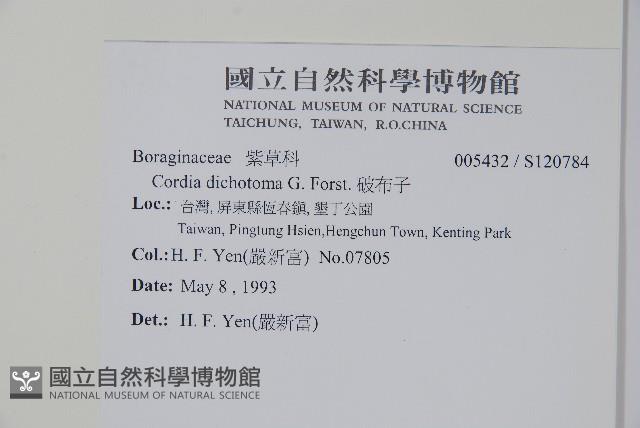 國立自然科學博物館
NATIONAL MUSEUM OF NATURAL SCIENCE
TAICHUNG, TAIWAN, R.O.CHINA
Boraginaceae 紫草科 005432 / S120784
Cordia dichotoma G. Forst. 破布子
Loc.: 台灣, 屏東縣恆春鎮, 墾丁公園
Taiwan, Pingtung Hsien,Hengchun Town, Kenting Park
Col.: H. F. Yen(嚴新富) No.07805
Date: May 8 , 1993
Det.: H. F. Yen(嚴新富)
國立自然科學博物館
NATIONAL MUSEUM OF NATURAL SCIENCE